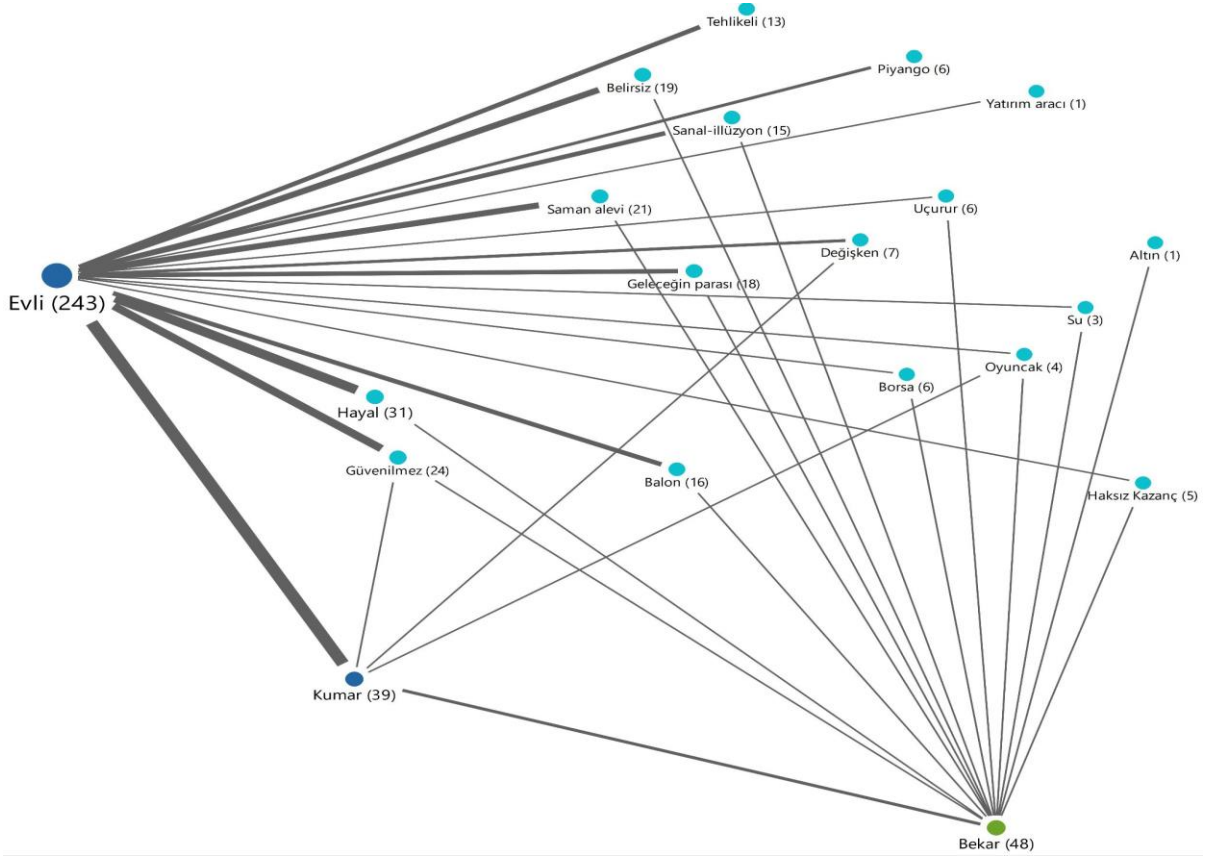 Tehlikeli (13)
Piyango (6)
Belirsiz (19)
Yatırım aracı (1)
Sanal-illüzyon (15)
Saman alevi (21)
Uçurur (6)
Değişken (7)
Altın (1)
Geleceğin parası (18)
Evli (243)
Su (3)
Oyuncak (4)
Borsa (6)
Hayal (31)
Güvenilmez (24)
Balon (16)
Haksız Kazanç (5)
Kumar (39)
Bekar (48)